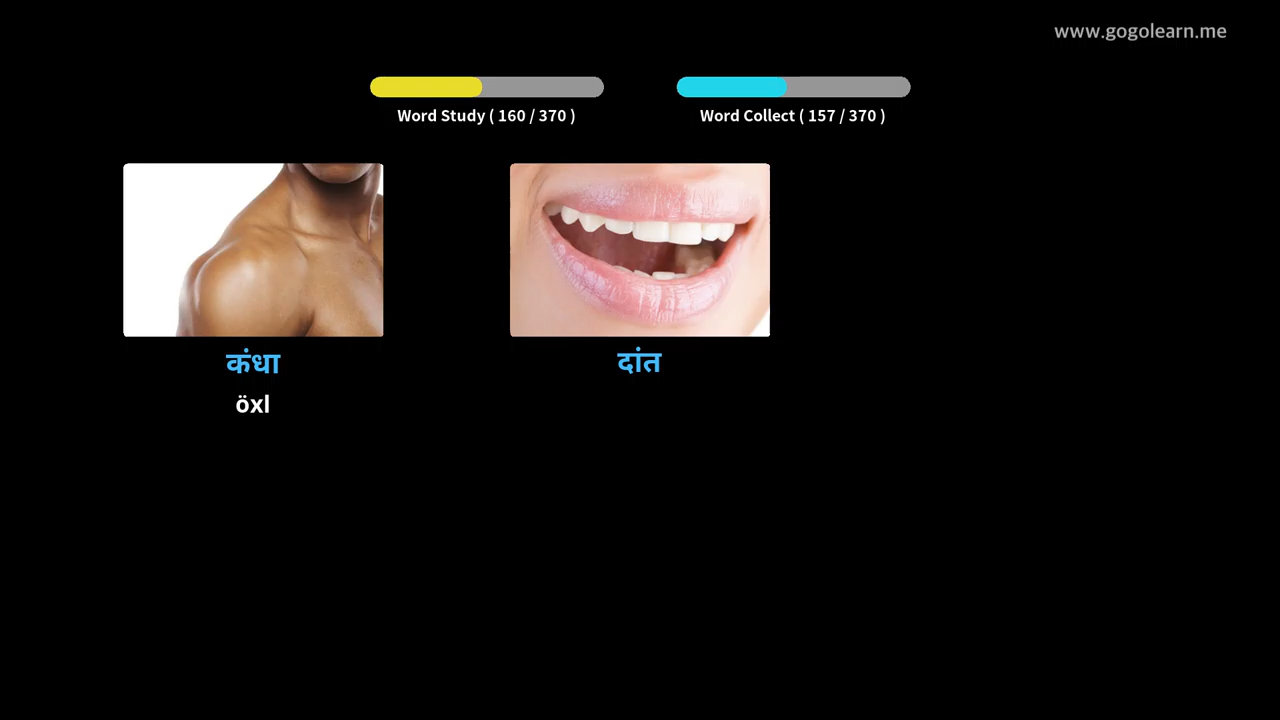 www.gogolearn.me
Word Study ( 160 / 370 )
Word Collect ( 157 / 370 )
कंधा
दांत
öxl